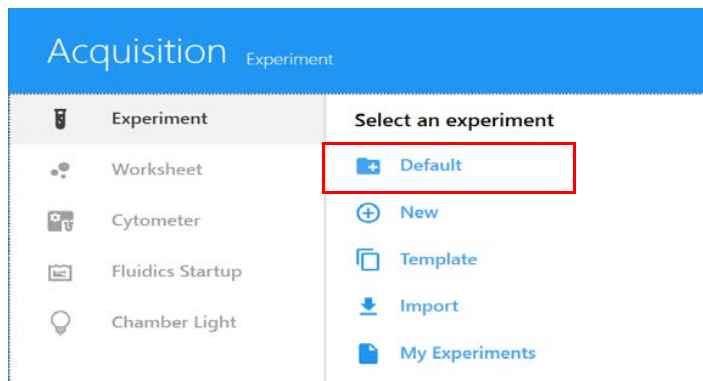 Acquisition Experiment
Experiment
Worksheet
Cytometer
Fluidics Startup
Chamber Light
Select an experiment
Default
New
Template
Import
My Experiments